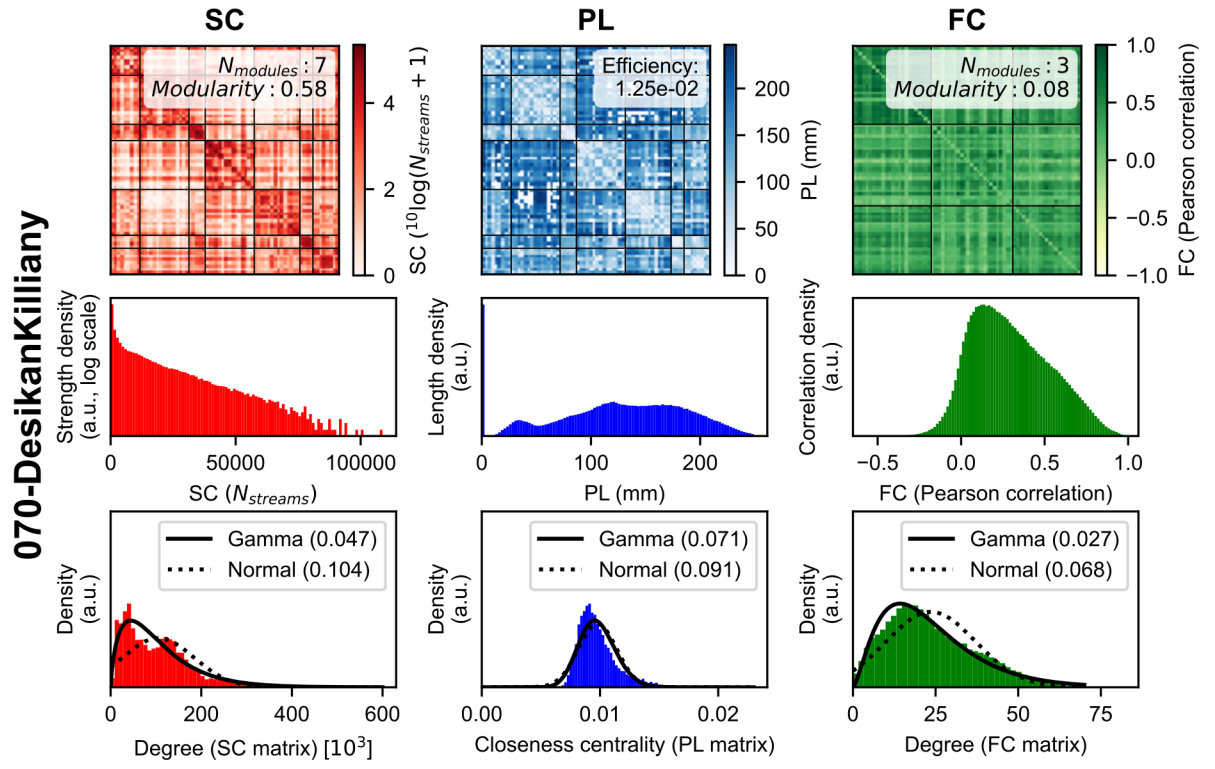 SC
PL
FC
070-DesikanKilliany
N_modules : 7
Modularity : 0.58
4
2
0
SC (^10log(N_streams + 1)
Efficiency:
1.25e-02
200
150
100
50
0
PL (mm)
N_modules : 3
Modularity : 0.08
1.0
0.5
0.0
−0.5
−1.0
FC (Pearson correlation)
Strength density
(a.u., log scale)
0
50000
100000
SC (N_streams)
Length density
(a.u.)
0
100
200
PL (mm)
Correlation density
(a.u.)
−0.5
0.0
0.5
1.0
FC (Pearson correlation)
Density
(a.u.)
Gamma (0.047)
Normal (0.104)
0
200
400
600
Degree (SC matrix) [10³]
Density
(a.u.)
Gamma (0.071)
Normal (0.091)
0.00
0.01
0.02
Closeness centrality (PL matrix)
Density
(a.u.)
Gamma (0.027)
Normal (0.068)
0
25
50
75
Degree (FC matrix)